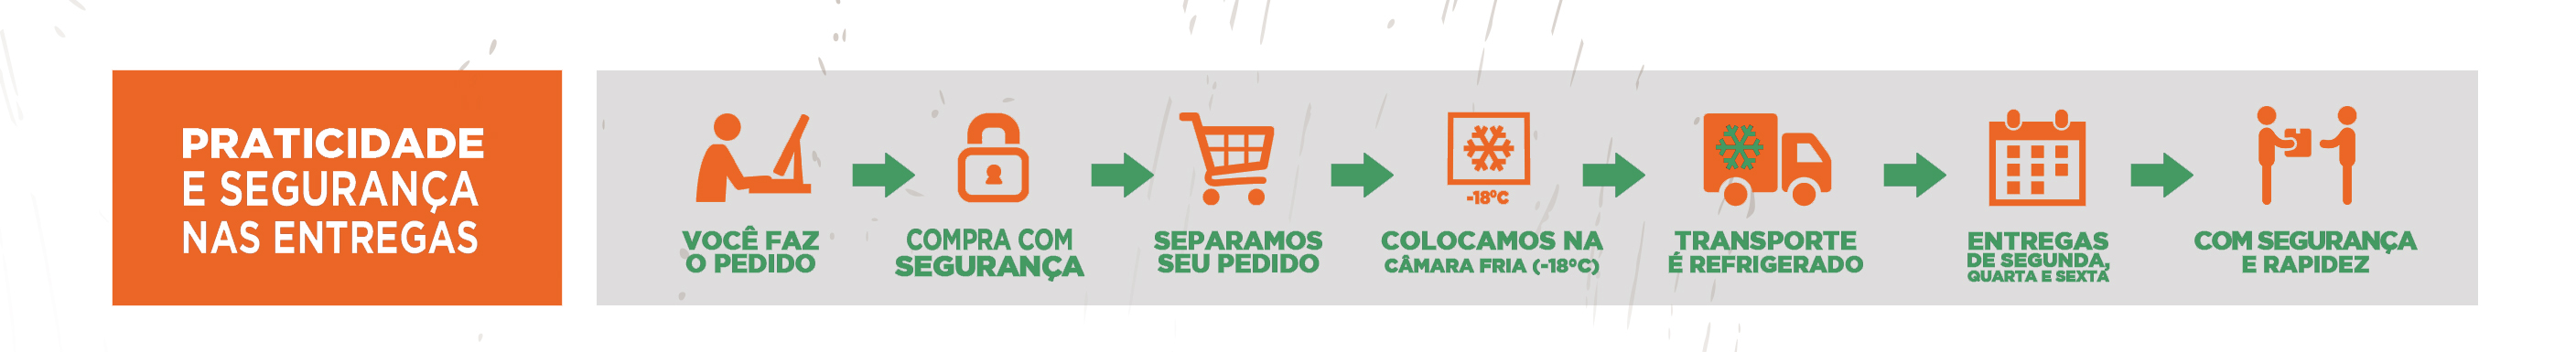 PRATICIDADE
E SEGURANÇA
NAS ENTREGAS
VOCÊ FAZ
O PEDIDO
COMPRA COM
SEGURANÇA
SEPARAMOS
SEU PEDIDO
-18ºC
COLOCAMOS NA
CÂMARA FRIA (-18ºC)
TRANSPORTE
É REFRIGERADO
ENTREGAS
DE SEGUNDA,
QUARTA E SEXTA
COM SEGURANÇA
E RAPIDEZ